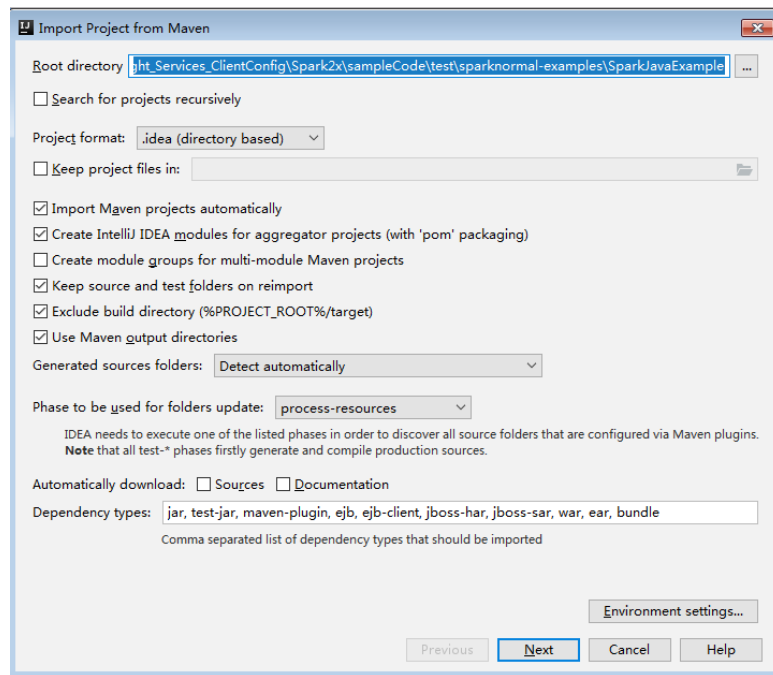 Import Project from Maven
Root directory ght_Services_ClientConfig\Spark2x\sampleCode\test\sparknormal-examples\SparkJavaExample ...
Search for projects recursively
Project format: .idea (directory based)
Keep project files in:
Import Maven projects automatically
Create IntelliJ IDEA modules for aggregator projects (with 'pom' packaging)
Create module groups for multi-module Maven projects
Keep source and test folders on reimport
Exclude build directory (%PROJECT_ROOT%/target)
Use Maven output directories
Generated sources folders: Detect automatically
Phase to be used for folders update: process-resources
IDEA needs to execute one of the listed phases in order to discover all source folders that are configured via Maven plugins.
Note that all test-* phases firstly generate and compile production sources.
Automatically download: Sources Documentation
Dependency types: jar, test-jar, maven-plugin, ejb, ejb-client, jboss-har, jboss-sar, war, ear, bundle
Comma separated list of dependency types that should be imported
Environment settings...
Previous Next Cancel Help